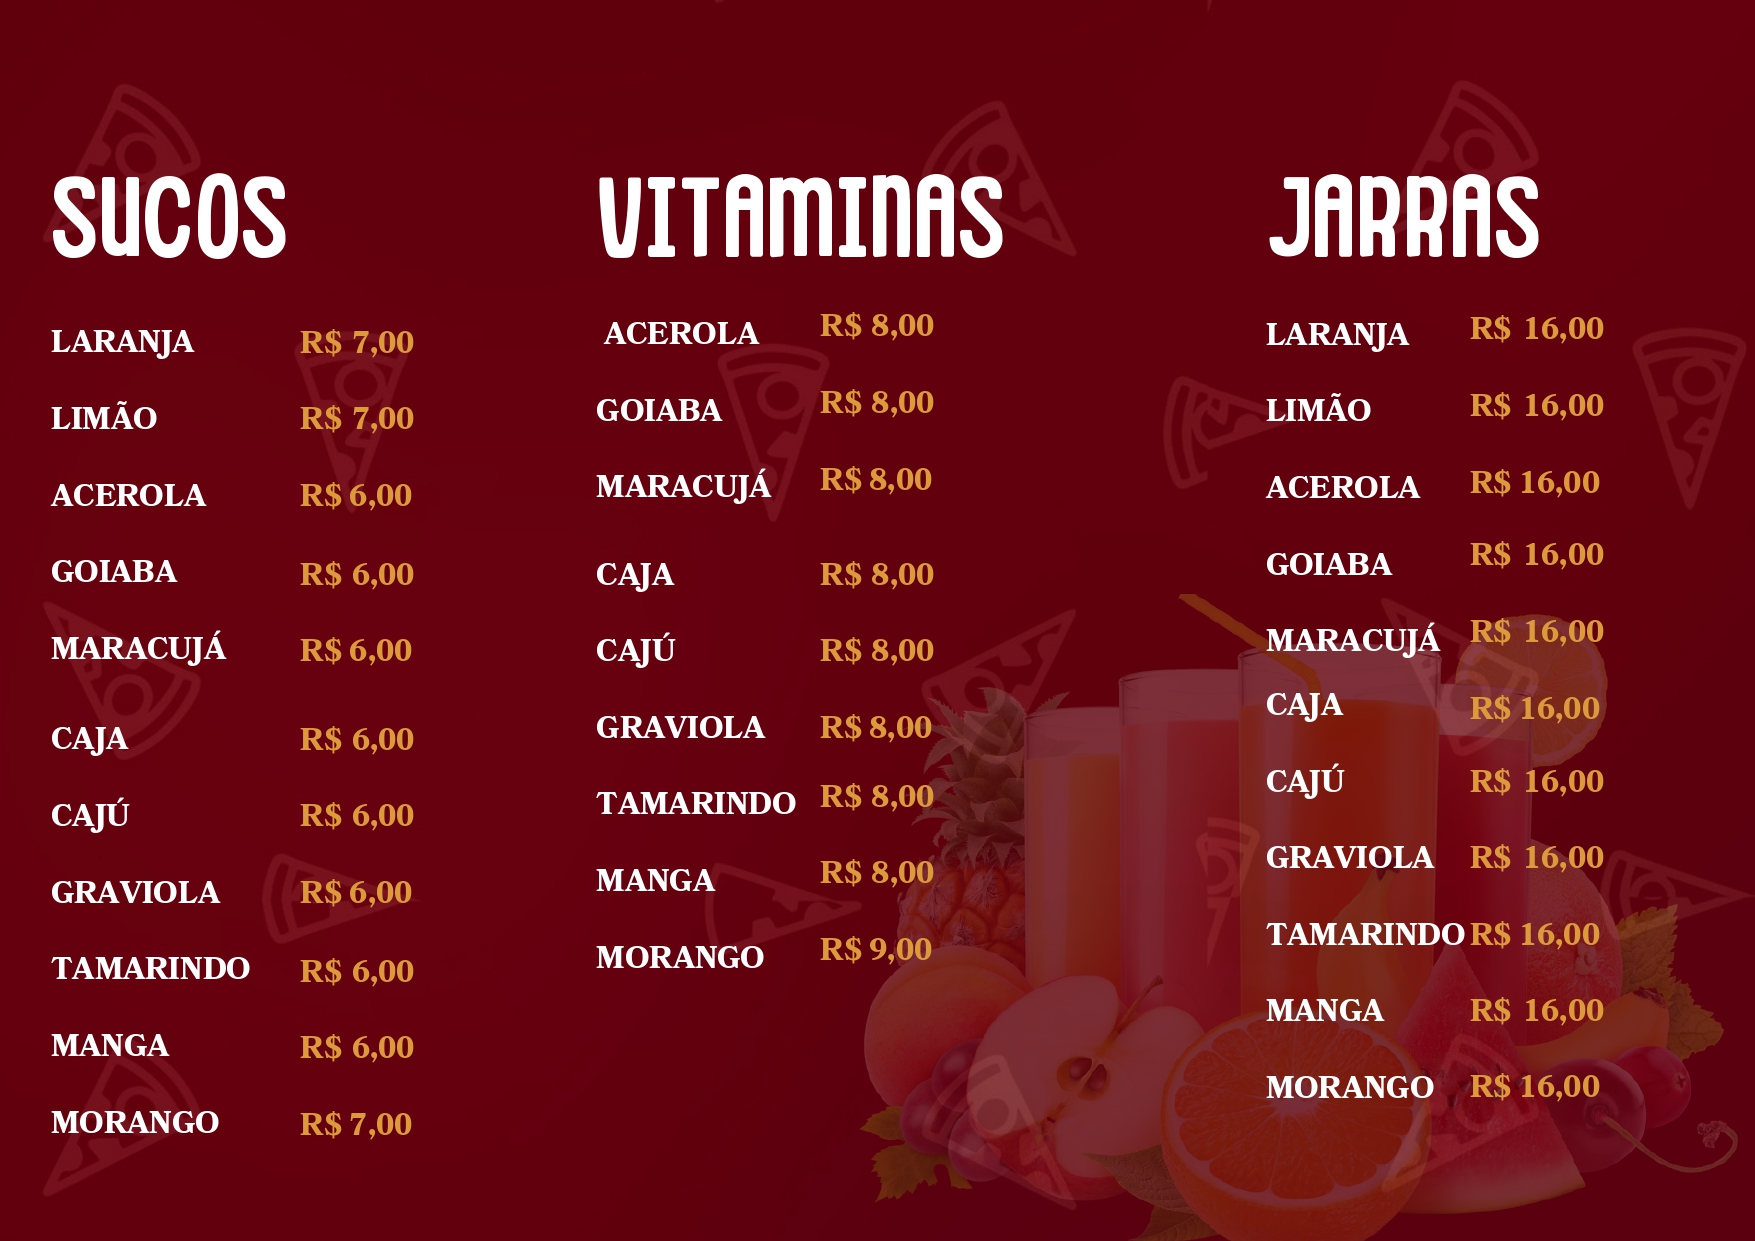 SUCOS
LARANJA R$ 7,00
LIMÃO R$ 7,00
ACEROLA R$ 6,00
GOIABA R$ 6,00
MARACUJÁ R$ 6,00
CAJA R$ 6,00
CAJÚ R$ 6,00
GRAVIOLA R$ 6,00
TAMARINDO R$ 6,00
MANGA R$ 6,00
MORANGO R$ 7,00
VITAMINAS
ACEROLA R$ 8,00
GOIABA R$ 8,00
MARACUJÁ R$ 8,00
CAJA R$ 8,00
CAJÚ R$ 8,00
GRAVIOLA R$ 8,00
TAMARINDO R$ 8,00
MANGA R$ 8,00
MORANGO R$ 9,00
JARRAS
LARANJA R$ 16,00
LIMÃO R$ 16,00
ACEROLA R$ 16,00
GOIABA R$ 16,00
MARACUJÁ R$ 16,00
CAJA R$ 16,00
CAJÚ R$ 16,00
GRAVIOLA R$ 16,00
TAMARINDO R$ 16,00
MANGA R$ 16,00
MORANGO R$ 16,00